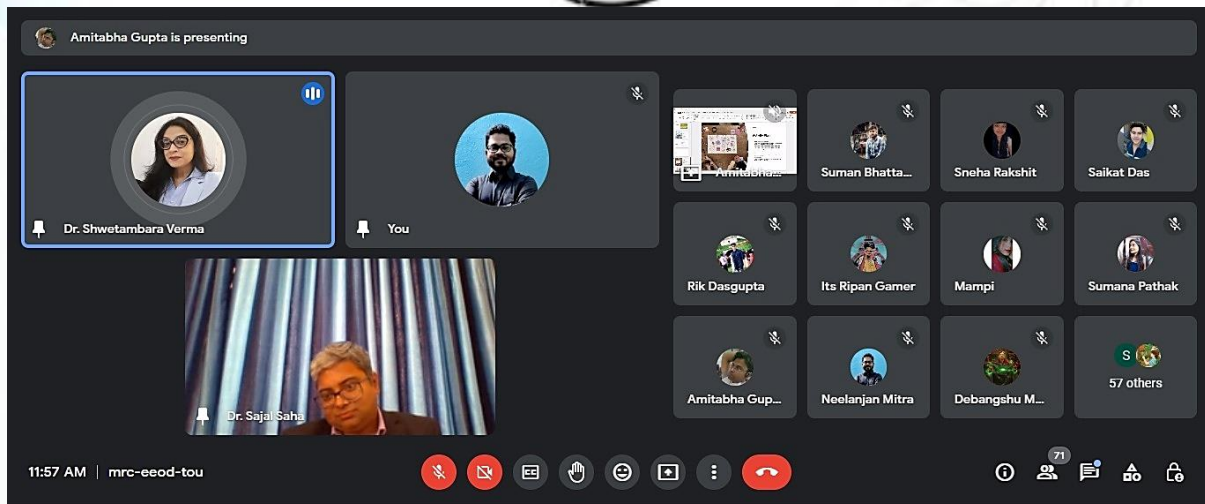 Amitabha Gupta is presenting
Dr. Shwetambara Verma
You
Dr. Sajal Saha
Amitabha...
Suman Bhatta...
Sneha Rakshit
Saikat Das
Rik Dasgupta
Its Ripan Gamer
Mampi
Sumana Pathak
Amitabha Gup...
Neelanjan Mitra
Debangshu M...
S
57 others
11:57 AM | mrc-eeod-tou
CC
71